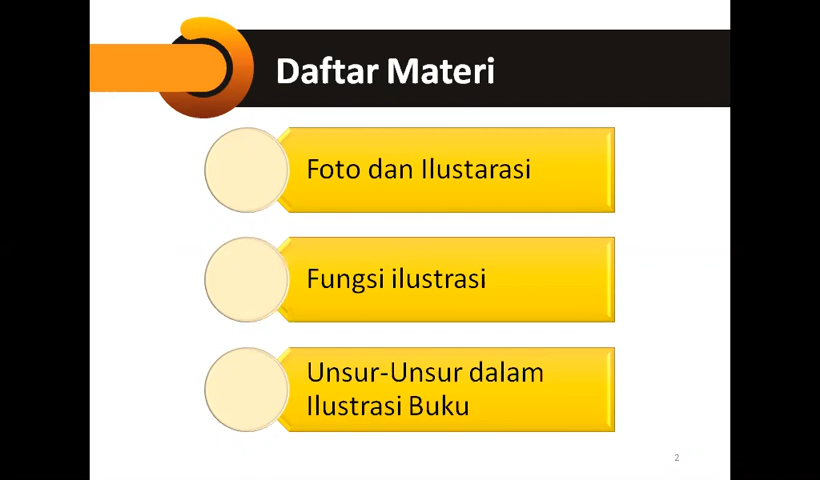 Daftar Materi
Foto dan Ilustarasi
Fungsi ilustrasi
Unsur-Unsur dalam
Ilustrasi Buku
2